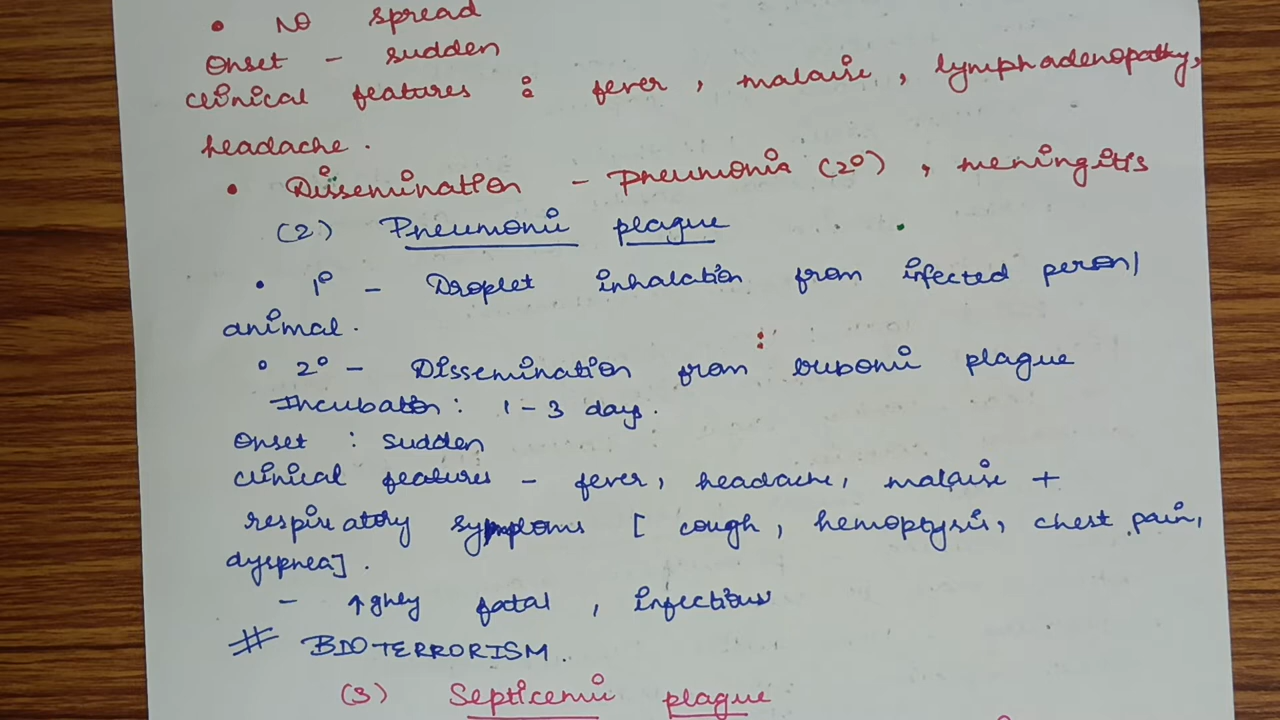 • No spread
Onset - sudden
clinical features : fever, malaise, lymphadenopathy,
headache.
• Dissemination - Pneumonia (2°), meningitis
(2) Pneumonic plague
• 1° - Droplet inhalation from infected person/
animal.
• 2° - Dissemination from bubonic plague
Incubation : 1-3 days.
Onset : sudden
clinical features - fever, headache, malaise +
respiratory symptoms [cough, hemoptysis, chest pain,
dyspnea].
- ↑ghly fatal, infectious
# BIOTERRORISM.
(3) Septicemic plague